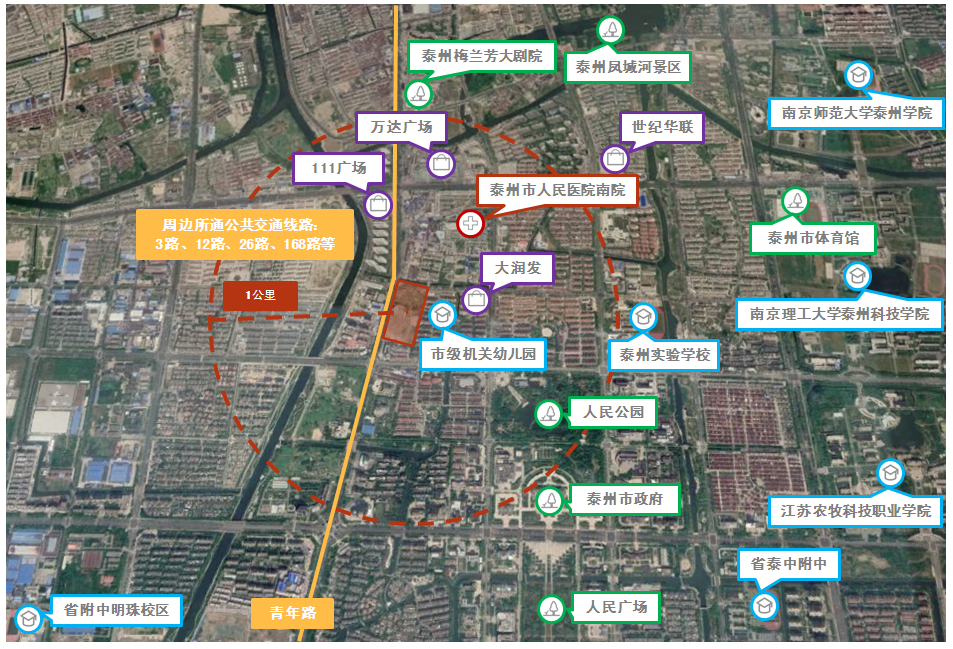 泰州梅兰芳大剧院
泰州凤城河景区
南京师范大学泰州学院
万达广场
世纪华联
111广场
泰州市人民医院南院
周边所通公共交通线路:
3路、12路、26路、168路等
泰州市体育馆
大润发
1公里
南京理工大学泰州科技学院
市级机关幼儿园
泰州实验学校
人民公园
泰州市政府
江苏农牧科技职业学院
省泰中附中
省附中明珠校区
青年路
人民广场